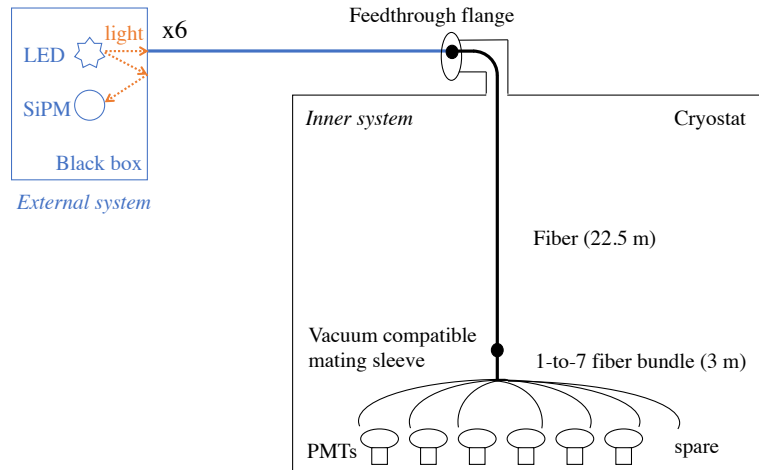 Feedthrough flange
light
x6
LED
SiPM
Black box
External system
Inner system
Cryostat
Fiber (22.5 m)
Vacuum compatible
mating sleeve
1-to-7 fiber bundle (3 m)
PMTs
spare